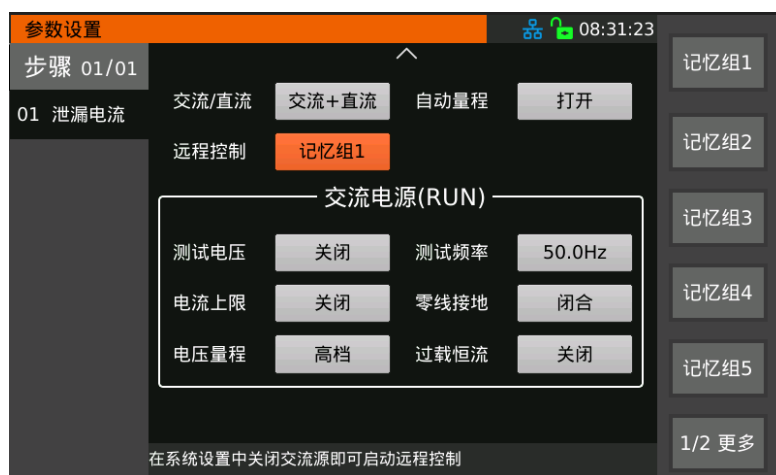 参数设置 08:31:23
步骤 01/01
01 泄漏电流
交流/直流 交流+直流 自动量程 打开
远程控制 记忆组1
交流电源(RUN)
测试电压 关闭 测试频率 50.0Hz
电流上限 关闭 零线接地 闭合
电压量程 高档 过载恒流 关闭
在系统设置中关闭交流源即可启动远程控制
记忆组1
记忆组2
记忆组3
记忆组4
记忆组5
1/2 更多